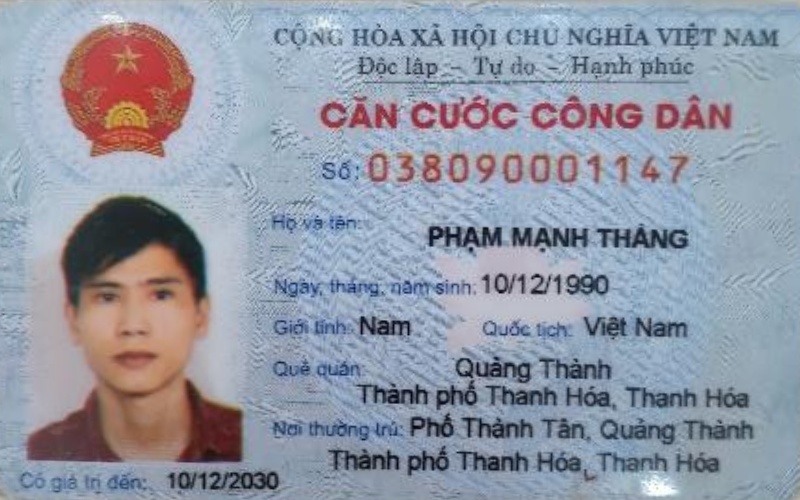 CỘNG HÒA XÃ HỘI CHỦ NGHĨA VIỆT NAM
Độc lập – Tự do – Hạnh phúc
CĂN CƯỚC CÔNG DÂN
Số: 038090001147
Họ và tên:
PHẠM MẠNH THẮNG
Ngày, tháng, năm sinh: 10/12/1990
Giới tính: Nam Quốc tịch: Việt Nam
Quê quán: Quảng Thành
Thành phố Thanh Hóa, Thanh Hóa
Nơi thường trú: Phố Thành Tân, Quảng Thành
Thành phố Thanh Hóa, Thanh Hóa
Có giá trị đến: 10/12/2030